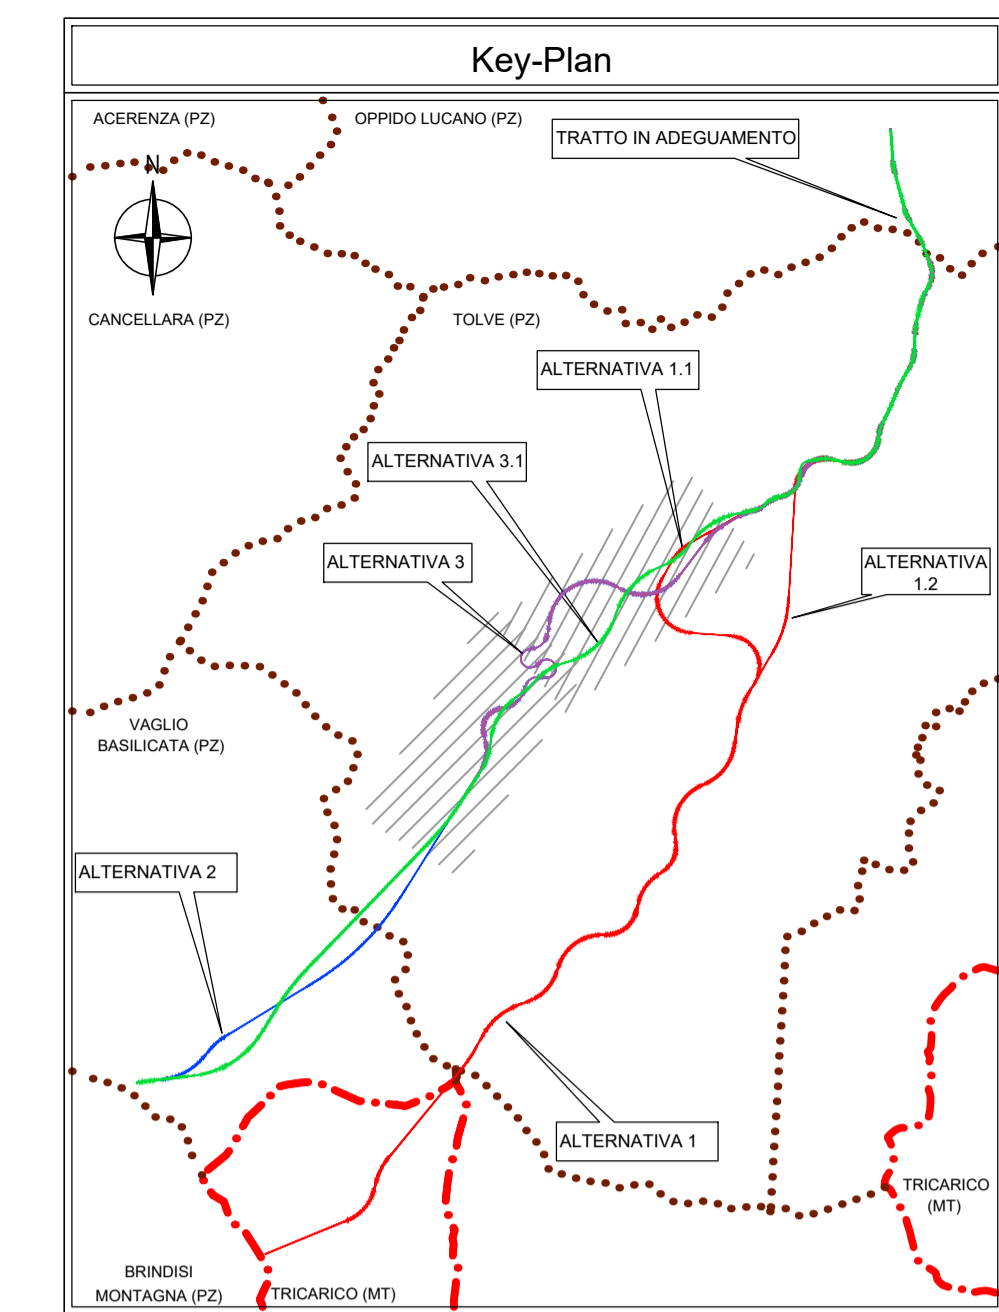 Key-Plan
ACERENZA (PZ)
OPPIDO LUCANO (PZ)
TRATTO IN ADEGUAMENTO
N
CANCELLARA (PZ)
TOLVE (PZ)
ALTERNATIVA 1.1
ALTERNATIVA 3.1
ALTERNATIVA 3
ALTERNATIVA
1.2
VAGLIO
BASILICATA (PZ)
ALTERNATIVA 2
ALTERNATIVA 1
TRICARICO
(MT)
BRINDISI
MONTAGNA (PZ)
TRICARICO (MT)